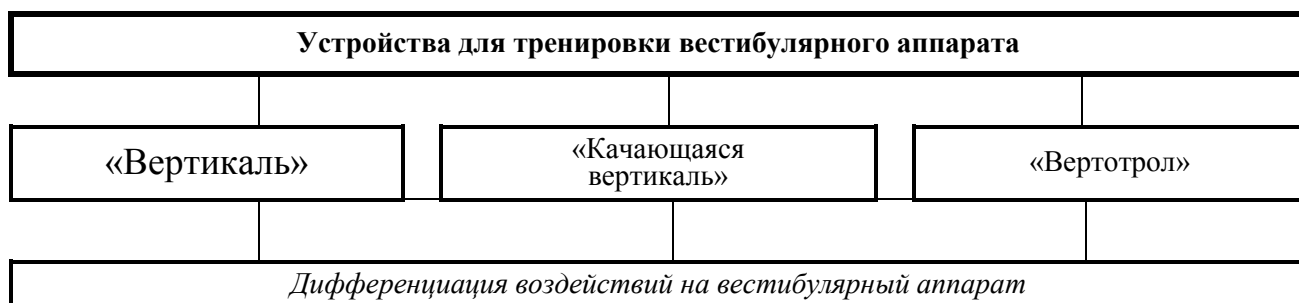 Устройства для тренировки вестибулярного аппарата
«Вертикаль»
«Качающаяся
вертикаль»
«Вертотрол»
Дифференциация воздействий на вестибулярный аппарат